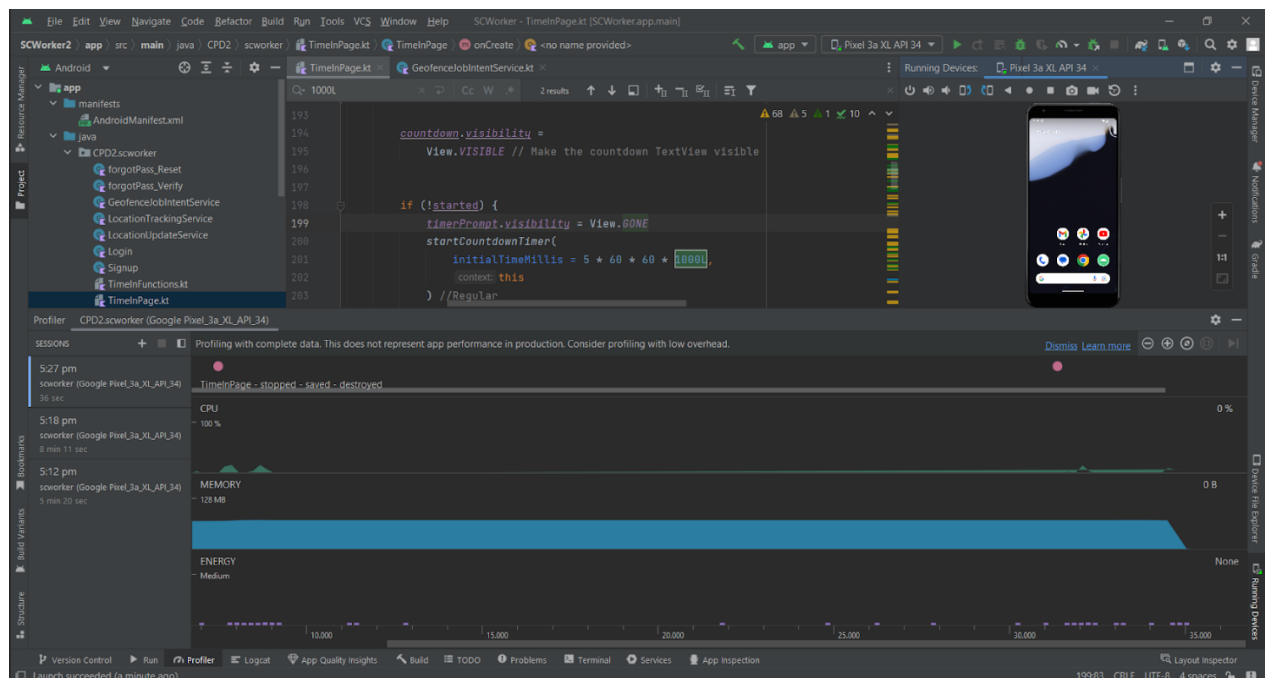 File Edit View Navigate Code Refactor Build Run Tools VCS Window Help SCWorker - TimeInPage.kt [SCWorker.app.main]
SCWorker2 app src main java CPD2 scworker TimeInPage.kt TimeInPage onCreate <no name provided> app Pixel 3a XL API 34
Android TimeInPage.kt GeofenceJobIntentService.kt Running Devices: Pixel 3a XL API 34
Resource Manager
Project
Bookmarks
Build Variants
Structure
app
manifests
AndroidManifest.xml
java
CPD2.scworker
forgotPass_Reset
forgotPass_Verify
GeofenceJobIntentService
LocationTrackingService
LocationUpdateService
Login
Signup
TimeInFunctions.kt
TimeInPage.kt
1000L Cc W .* 2 results
68 5 1 10
193
194 countdown.visibility =
195 View.VISIBLE // Make the countdown TextView visible
196
197
198 if (!started) {
199 timerPrompt.visibility = View.GONE
200 startCountdownTimer(
201 initialTimeMillis = 5 * 60 * 60 * 1000L,
202 context: this
203 ) //Regular
1:1
Device Manager
Notifications
Gradle
Device File Explorer
Running Devices
Profiler CPD2.scworker (Google Pixel_3a_XL_API_34)
SESSIONS Profiling with complete data. This does not represent app performance in production. Consider profiling with low overhead. Dismiss Learn more
5:27 pm
scworker (Google Pixel_3a_XL_API_34)
36 sec
5:18 pm
scworker (Google Pixel_3a_XL_API_34)
8 min 11 sec
5:12 pm
scworker (Google Pixel_3a_XL_API_34)
5 min 20 sec
TimeInPage - stopped - saved - destroyed
CPU 0 %
100 %
MEMORY 0 B
128 MB
ENERGY None
Medium
10.000 15.000 20.000 25.000 30.000 35.000
Version Control Run Profiler Logcat App Quality Insights Build TODO Problems Terminal Services App Inspection Layout Inspector
Launch succeeded (a minute ago) 199:83 CRLF UTF-8 4 spaces